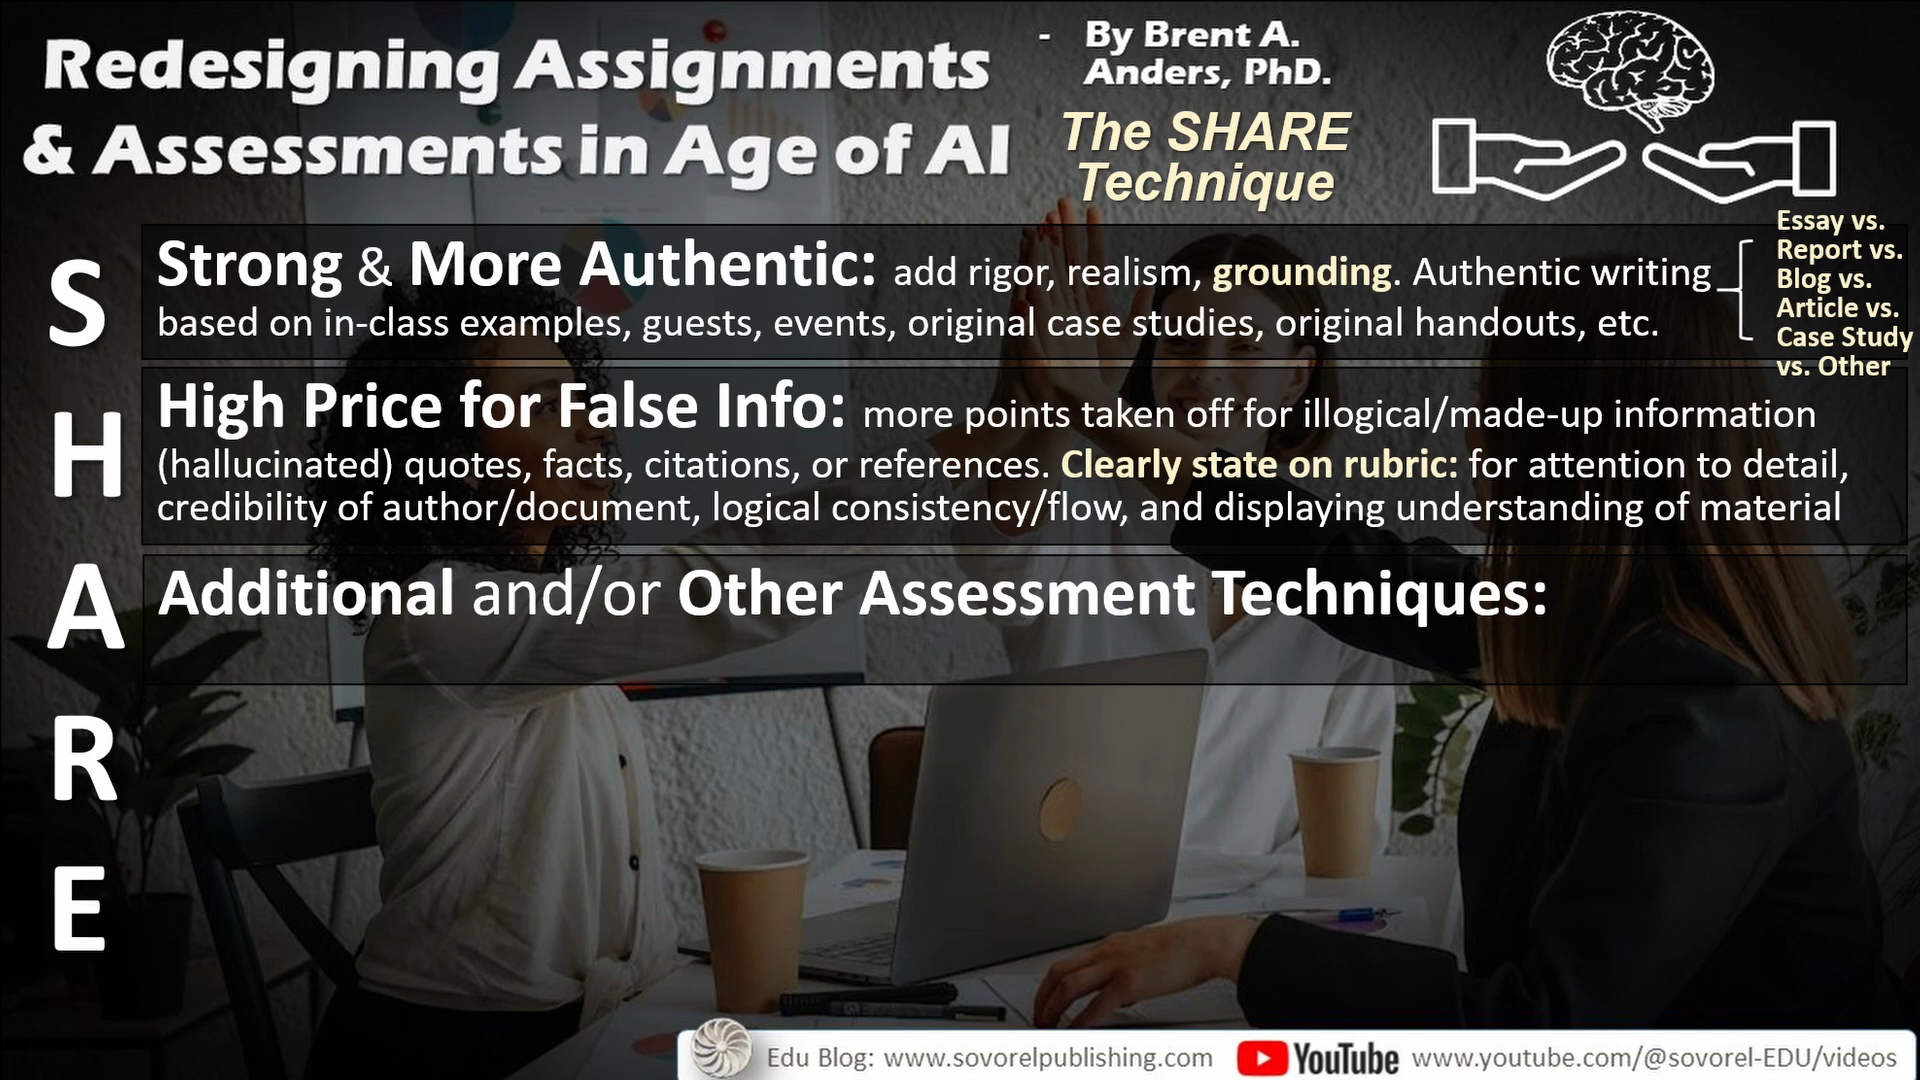 Redesigning Assignments
& Assessments in Age of AI
- By Brent A.
Anders, PhD.
The SHARE
Technique
S
Strong & More Authentic: add rigor, realism, grounding. Authentic writing
based on in-class examples, guests, events, original case studies, original handouts, etc.
Essay vs.
Report vs.
Blog vs.
Article vs.
Case Study
vs. Other
H
High Price for False Info: more points taken off for illogical/made-up information
(hallucinated) quotes, facts, citations, or references. Clearly state on rubric: for attention to detail,
credibility of author/document, logical consistency/flow, and displaying understanding of material
A
Additional and/or Other Assessment Techniques:
R
E
Edu Blog: www.sovorelpublishing.com YouTube www.youtube.com/@sovorel-EDU/videos